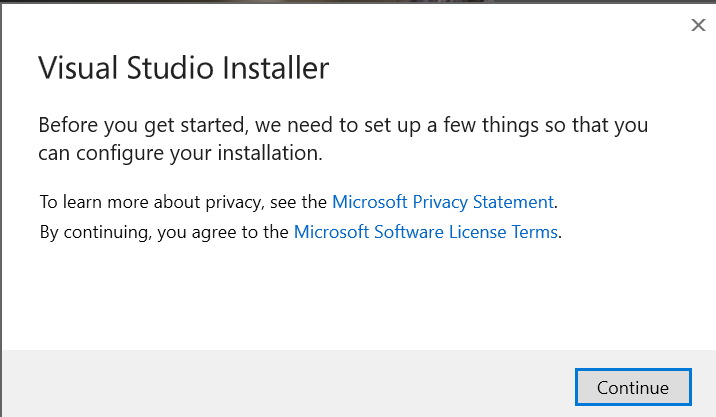 Visual Studio Installer
Before you get started, we need to set up a few things so that you
can configure your installation.
To learn more about privacy, see the Microsoft Privacy Statement.
By continuing, you agree to the Microsoft Software License Terms.
Continue